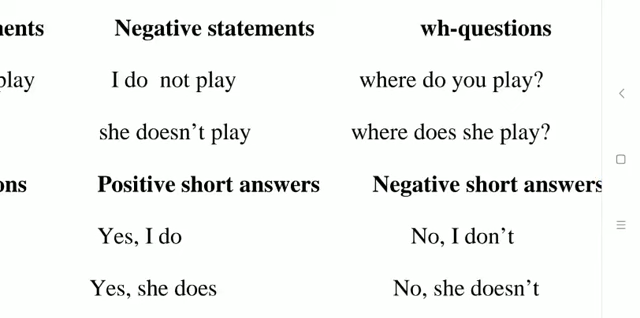 ments Negative statements wh-questions
play I do not play where do you play?
she doesn't play where does she play?
ons Positive short answers Negative short answers
Yes, I do No, I don't
Yes, she does No, she doesn't